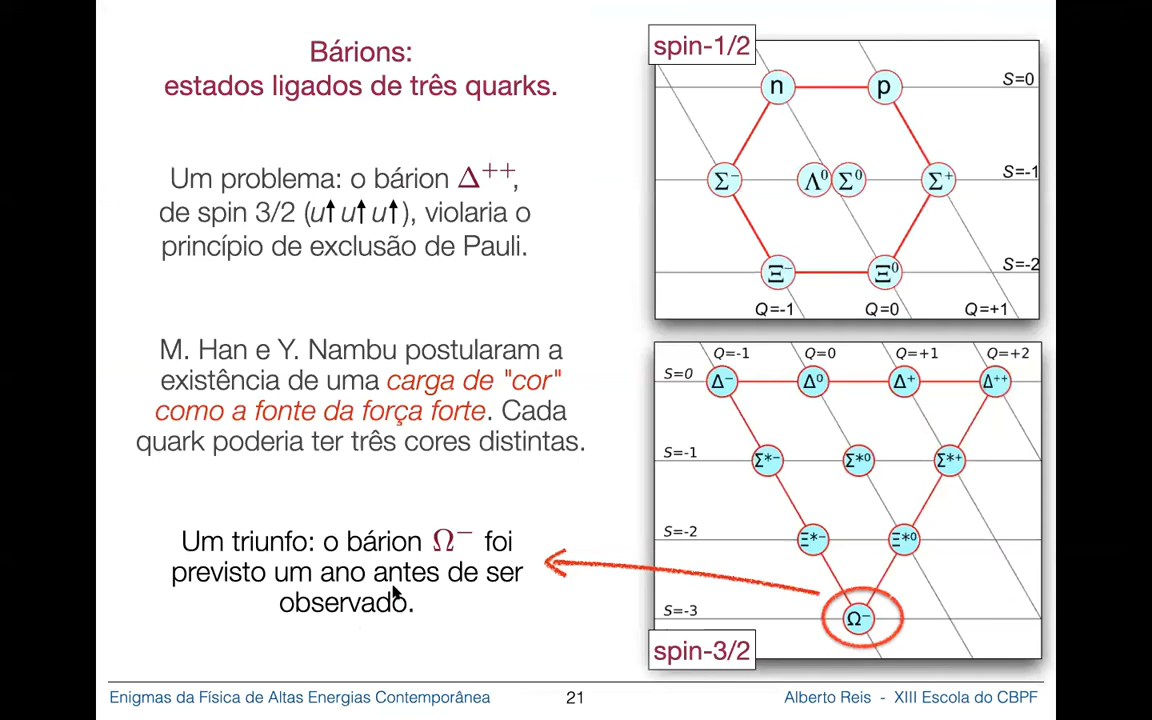 Bárions:
estados ligados de três quarks.
Um problema: o bárion Δ⁺⁺,
de spin 3/2 (u↑ u↑ u↑), violaria o
princípio de exclusão de Pauli.
M. Han e Y. Nambu postularam a
existência de uma carga de "cor"
como a fonte da força forte. Cada
quark poderia ter três cores distintas.
Um triunfo: o bárion Ω⁻ foi
previsto um ano antes de ser
observado.
spin-1/2
n p S=0
Σ⁻ Λ⁰ Σ⁰ Σ⁺ S=-1
Ξ⁻ Ξ⁰ S=-2
Q=-1 Q=0 Q=+1
Q=-1 Q=0 Q=+1 Q=+2
S=0 Δ⁻ Δ⁰ Δ⁺ Δ⁺⁺
S=-1 Σ*⁻ Σ*⁰ Σ*⁺
S=-2 Ξ*⁻ Ξ*⁰
S=-3 Ω⁻
spin-3/2
Enigmas da Física de Altas Energias Contemporânea 21 Alberto Reis - XIII Escola do CBPF